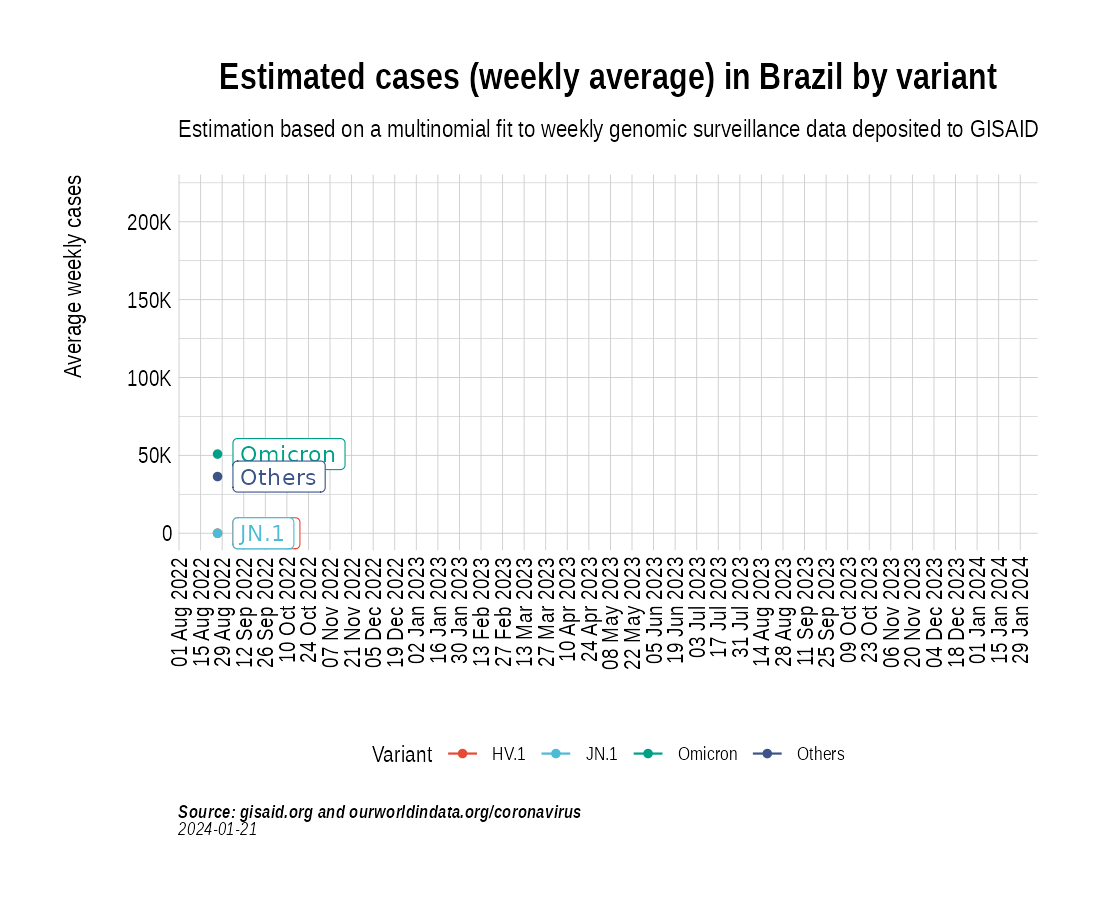 Estimated cases (weekly average) in Brazil by variant
Estimation based on a multinomial fit to weekly genomic surveillance data deposited to GISAID
Average weekly cases
200K
150K
100K
50K
0
Omicron
Others
JN.1
01 Aug 2022
15 Aug 2022
29 Aug 2022
12 Sep 2022
26 Sep 2022
10 Oct 2022
24 Oct 2022
07 Nov 2022
21 Nov 2022
05 Dec 2022
19 Dec 2022
02 Jan 2023
16 Jan 2023
30 Jan 2023
13 Feb 2023
27 Feb 2023
13 Mar 2023
27 Mar 2023
10 Apr 2023
24 Apr 2023
08 May 2023
22 May 2023
05 Jun 2023
19 Jun 2023
03 Jul 2023
17 Jul 2023
31 Jul 2023
14 Aug 2023
28 Aug 2023
11 Sep 2023
25 Sep 2023
09 Oct 2023
23 Oct 2023
06 Nov 2023
20 Nov 2023
04 Dec 2023
18 Dec 2023
01 Jan 2024
15 Jan 2024
29 Jan 2024
Variant HV.1 JN.1 Omicron Others
Source: gisaid.org and ourworldindata.org/coronavirus
2024-01-21